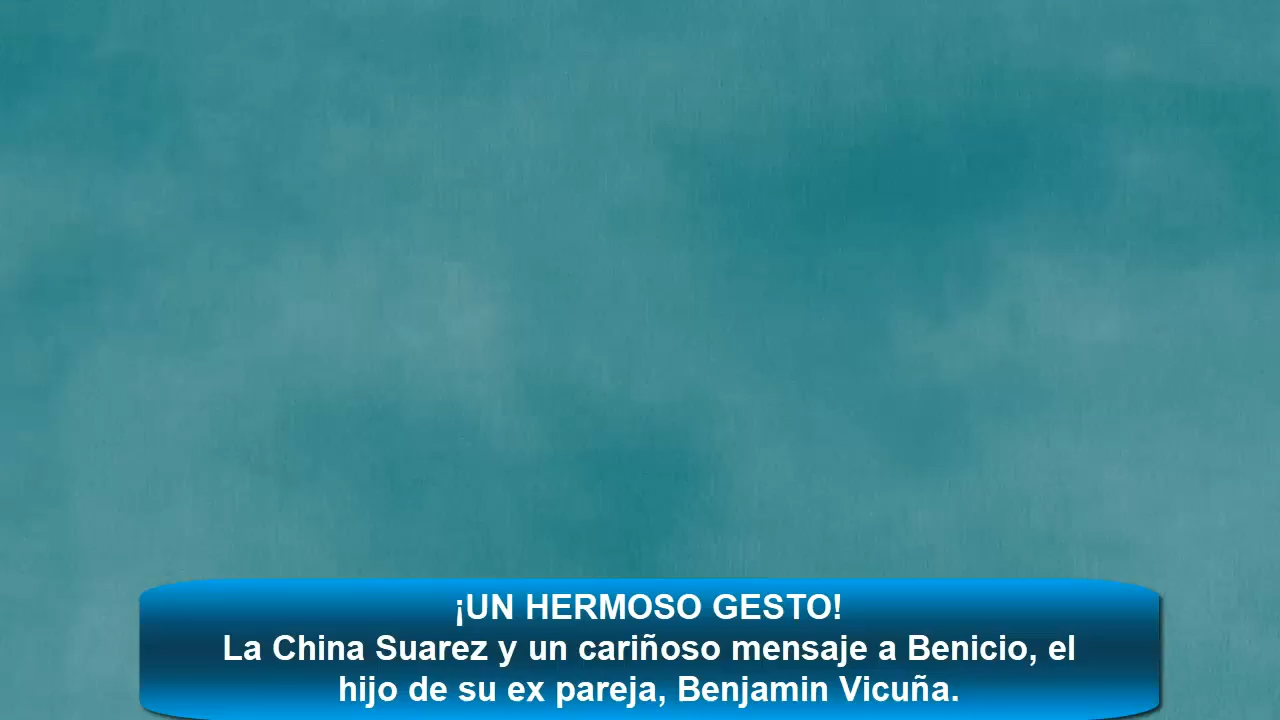 ¡UN HERMOSO GESTO!
La China Suarez y un cariñoso mensaje a Benicio, el
hijo de su ex pareja, Benjamin Vicuña.